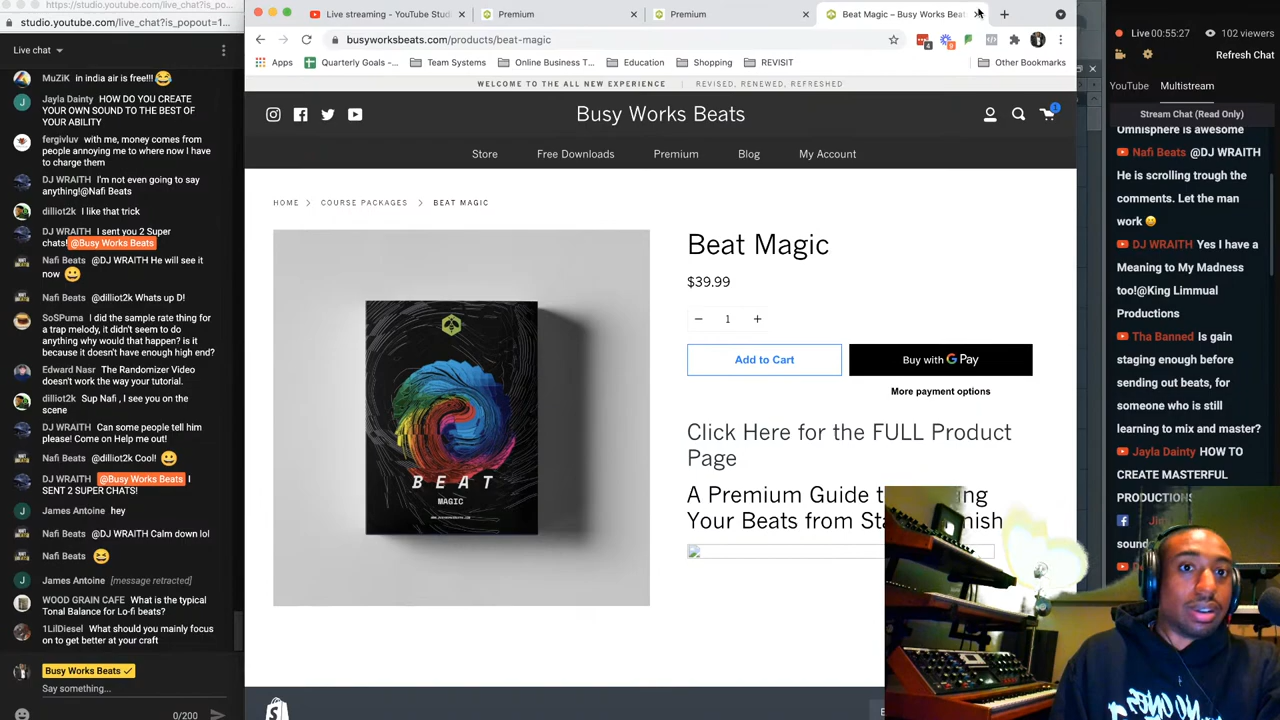 https://studio.youtube.com/live_chat?is_popout=1
studio.youtube.com/live_chat?is_popout=1...
Live chat
MuZiK in india air is free!!! 😂
Jayla Dainty HOW DO YOU CREATE
YOUR OWN SOUND TO THE BEST OF
YOUR ABILITY
fergivluv with me, money comes from
people annoying me to where now I have
to charge them
DJ WRAITH I'm not even going to say
anything!@Nafi Beats
dilliot2k I like that trick
DJ WRAITH I sent you 2 Super
chats! @Busy Works Beats
Nafi Beats @DJ WRAITH He will see it
now 😀
Nafi Beats @dilliot2k Whats up D!
SoSPuma I did the sample rate thing for
a trap melody, it didn't seem to do
anything why would that happen? is it
because it doesn't have enough high end?
Edward Nasr The Randomizer Video
doesn't work the way your tutorial.
dilliot2k Sup Nafi , I see you on the
scene
DJ WRAITH Can some people tell him
please! Come on Help me out!
Nafi Beats @dilliot2k Cool! 😀
DJ WRAITH @Busy Works Beats I
SENT 2 SUPER CHATS!
James Antoine hey
Nafi Beats @DJ WRAITH Calm down lol
Nafi Beats 😆
James Antoine [message retracted]
WOOD GRAIN CAFE What is the typical
Tonal Balance for Lo-fi beats?
1LilDiesel What should you mainly focus
on to get better at your craft
Busy Works Beats ✓
Say something...
0/200
Live streaming - YouTube Studi
Premium
Premium
Beat Magic – Busy Works Beat
busyworksbeats.com/products/beat-magic
Apps
Quarterly Goals –...
Team Systems
Online Business T...
Education
Shopping
REVISIT
Other Bookmarks
WELCOME TO THE ALL NEW EXPERIENCE | REVISED, RENEWED, REFRESHED
Busy Works Beats
1
Store
Free Downloads
Premium
Blog
My Account
HOME > COURSE PACKAGES > BEAT MAGIC
BEAT
MAGIC
Beat Magic
$39.99
− 1 +
Add to Cart
Buy with G Pay
More payment options
Click Here for the FULL Product
Page
A Premium Guide t
ing
Your Beats from Sta
nish
Live 00:55:27
102 viewers
Refresh Chat
YouTube
Multistream
Stream Chat (Read Only)
Omnisphere is awesome
Nafi Beats @DJ WRAITH
He is scrolling trough the
comments. Let the man
work 😊
DJ WRAITH Yes I have a
Meaning to My Madness
too!@King Limmual
Productions
Tha Banned Is gain
staging enough before
sending out beats, for
someone who is still
learning to mix and master?
Jayla Dainty HOW TO
CREATE MASTERFUL
PRODUCTIONS
Jim
sound